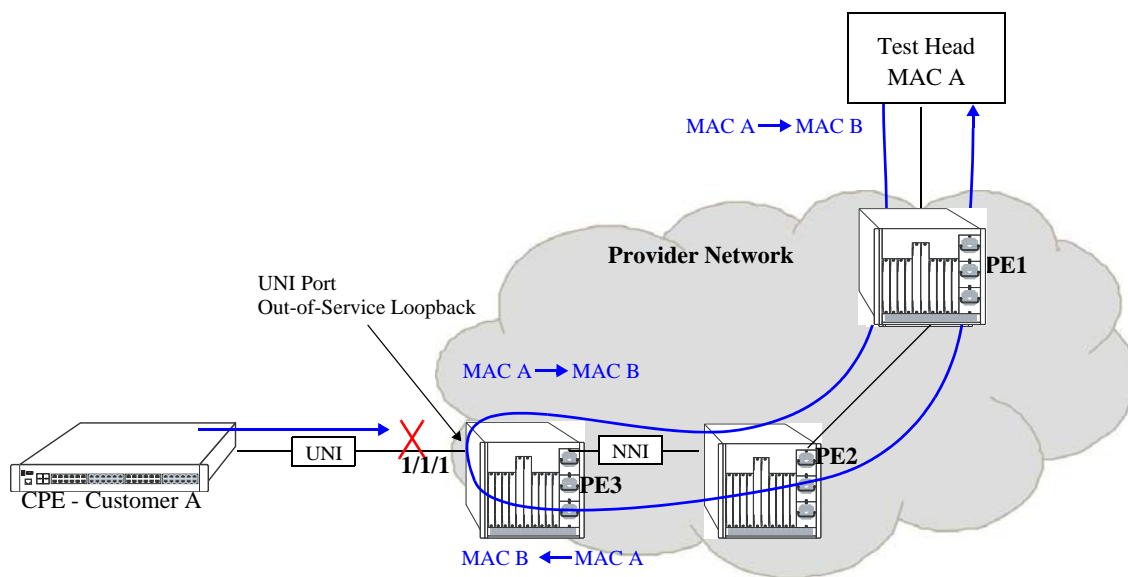 Test Head
MAC A
MAC A MAC B
Provider Network
PE1
UNI Port
Out-of-Service Loopback
MAC A MAC B
UNI
1/1/1
NNI
PE2
PE3
CPE - Customer A
MAC B MAC A